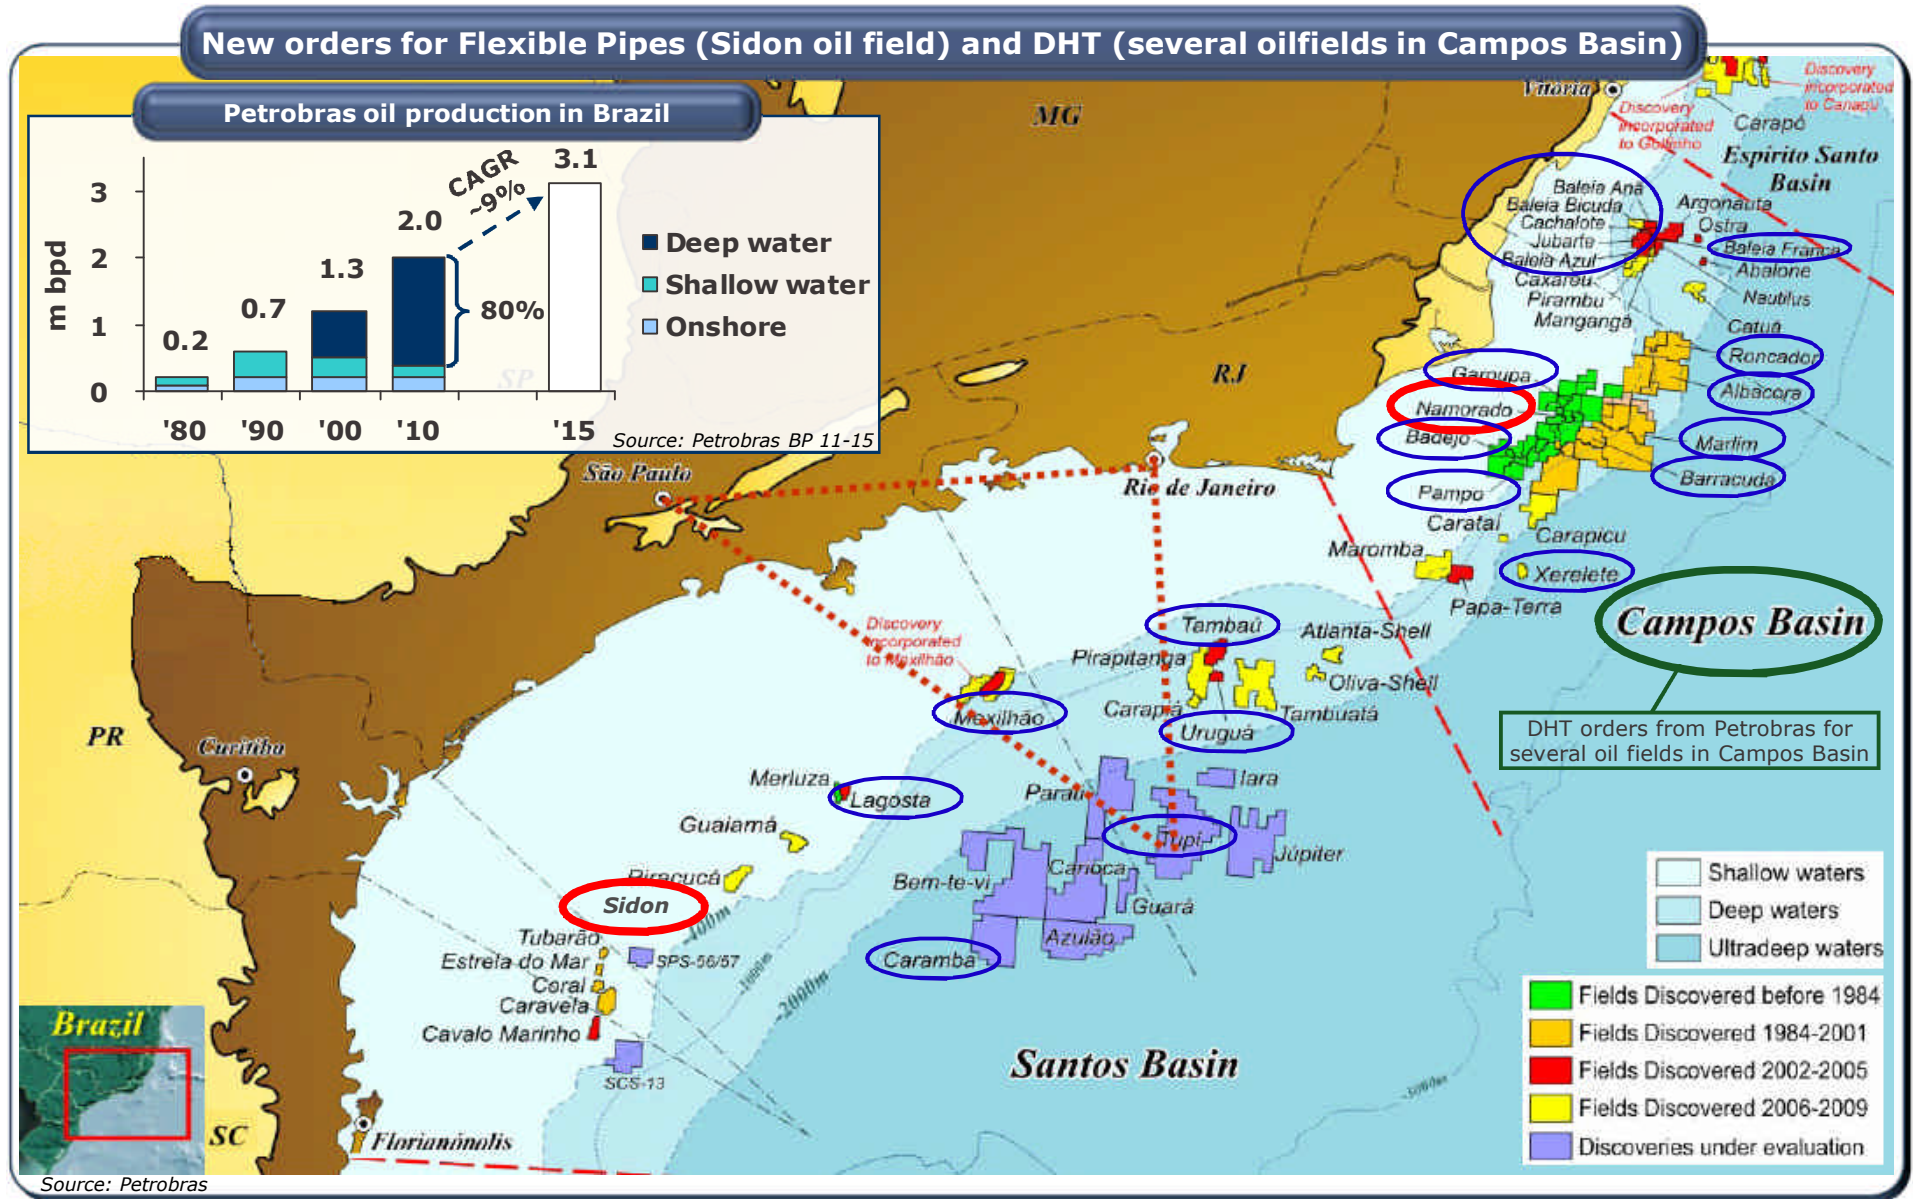 New orders for Flexible Pipes (Sidon oil field) and DHT (several oilfields in Campos Basin)
Petrobras oil production in Brazil
m bpd
3
2
1
0
0.2
0.7
1.3
2.0
3.1
CAGR
~9%
80%
'80
'90
'00
'10
'15
Deep water
Shallow water
Onshore
Source: Petrobras BP 11-15
SP
MG
RJ
PR
SC
Vitória
Discovery
incorporated
to Canapu
Discovery
incorporated
to Golfinho
Carapó
Espírito Santo
Basin
Baleia Anã
Baleia Bicuda
Cachalote
Jubarte
Baleia Azul
Caxaréu
Pirambu
Mangangá
Argonauta
Ostra
Baleia Franca
Abalone
Nautilus
Catuá
Roncador
Albacora
Marlim
Barracuda
Garoupa
Namorado
Badejo
Pampo
Caratai
Carapicu
Maromba
Xerelete
Papa-Terra
Campos Basin
DHT orders from Petrobras for
several oil fields in Campos Basin
São Paulo
Rio de Janeiro
Discovery
incorporated
to Mexilhão
Mexilhão
Tambaú
Pirapitanga
Atlanta-Shell
Oliva-Shell
Carapiá
Tambuatá
Uruguá
Curitiba
Merluza
Lagosta
Guaiamá
Piracucá
Sidon
Parati
Iara
Tupi
Júpiter
Bem-te-vi
Carioca
Guará
Azulão
Caramba
Tubarão
Estrela do Mar
Coral
Caravela
Cavalo Marinho
SPS-56/57
SCS-13
-400m
-1000m
-2000m
-3000m
Santos Basin
Florianópolis
Brazil
Shallow waters
Deep waters
Ultradeep waters
Fields Discovered before 1984
Fields Discovered 1984-2001
Fields Discovered 2002-2005
Fields Discovered 2006-2009
Discoveries under evaluation
Source: Petrobras